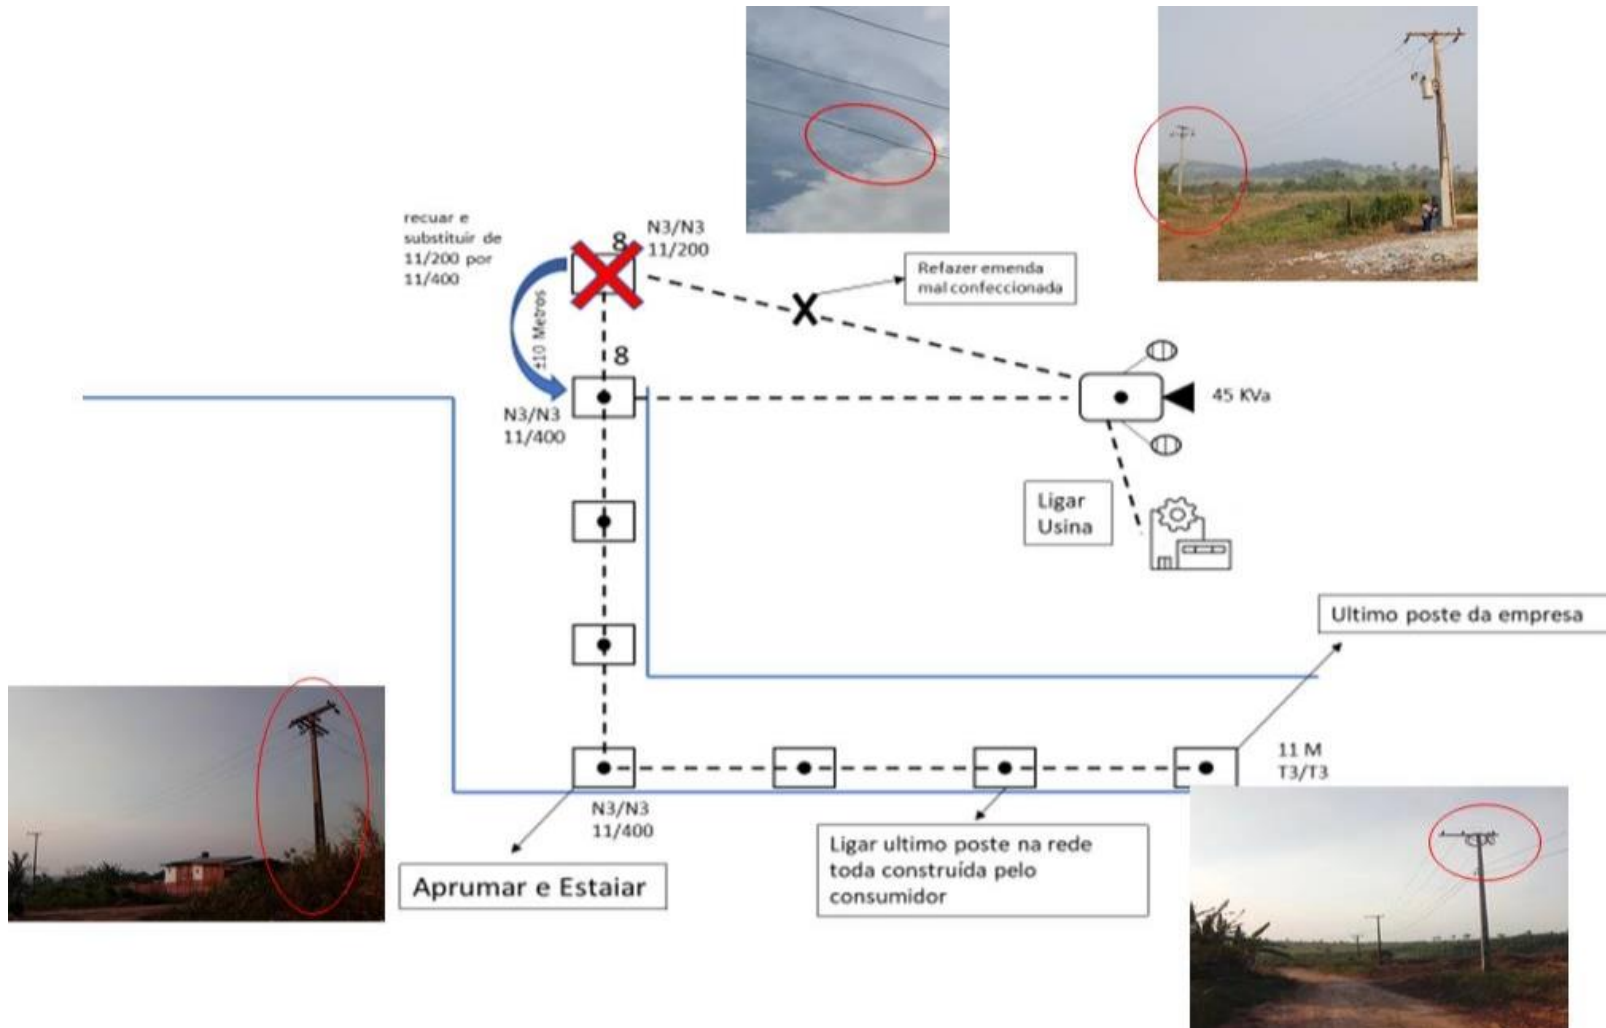 recuar e
substituir de
11/200 por
11/400
8
N3/N3
11/200
±10 Metros
Refazer emenda
mal confeccionada
8
N3/N3
11/400
45 KVa
Ligar
Usina
Ultimo poste da empresa
11 M
T3/T3
N3/N3
11/400
Aprumar e Estaiar
Ligar ultimo poste na rede
toda construída pelo
consumidor